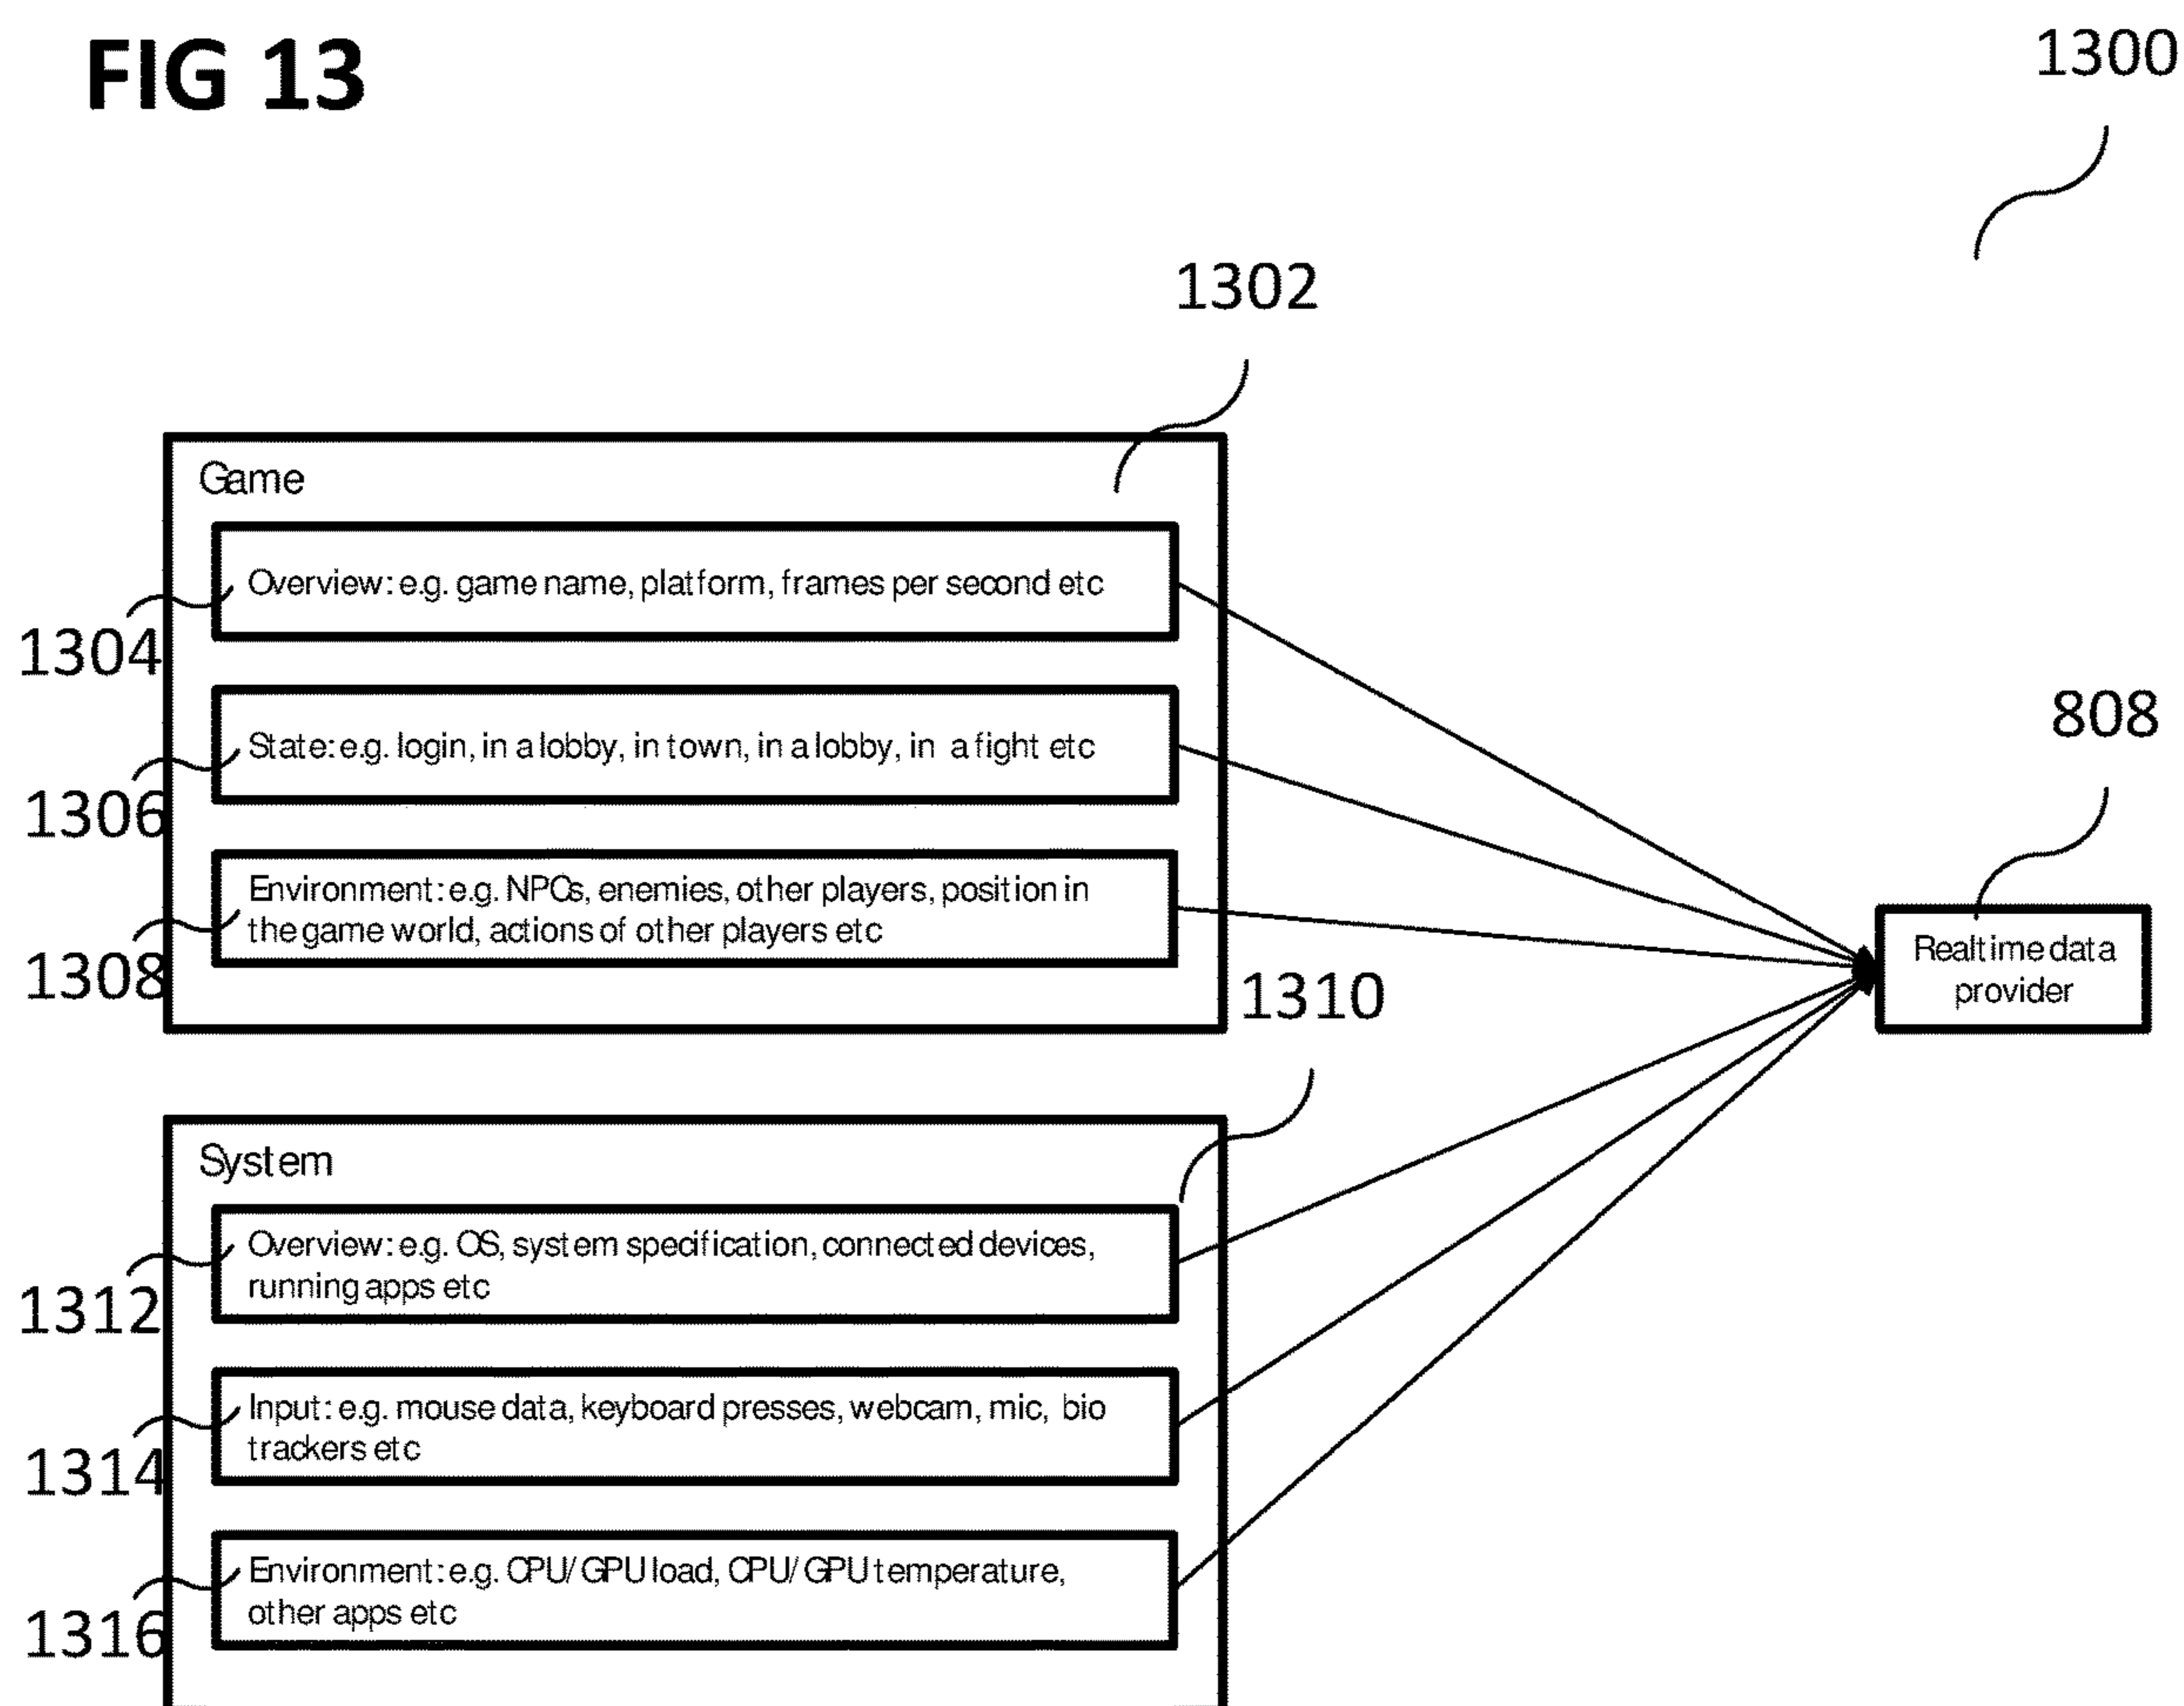 FIG 13
1300
1302
Game
Overview: e.g. game name, platform, frames per second etc
1304
State: e.g. login, in a lobby, in town, in a lobby, in a fight etc
1306
Environment: e.g. NPCs, enemies, other players, position in
the game world, actions of other players etc
1308
808
Realtime data
provider
1310
System
Overview: e.g. OS, system specification, connected devices,
running apps etc
1312
Input: e.g. mouse data, keyboard presses, webcam, mic, bio
trackers etc
1314
Environment: e.g. CPU/GPU load, CPU/GPU temperature,
other apps etc
1316